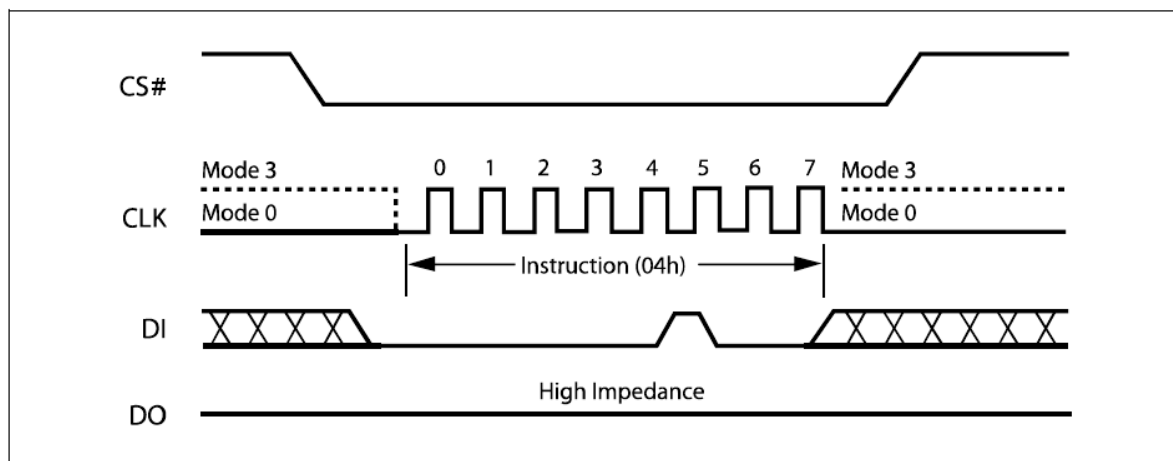 CS#
0 1 2 3 4 5 6 7
Mode 3 Mode 3
CLK
Mode 0 Mode 0
Instruction (04h)
DI
High Impedance
DO